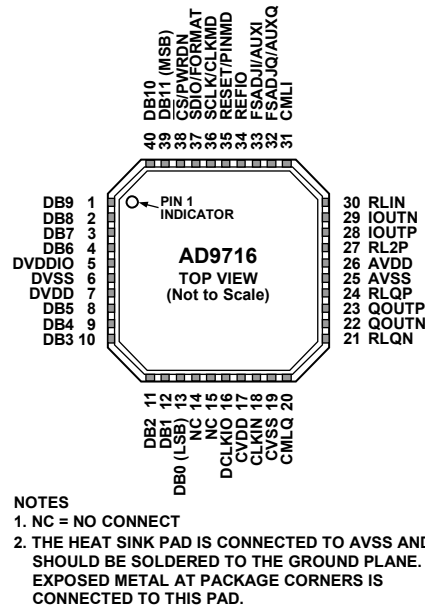 40 DB10
39 DB11 (MSB)
38 CS/PWRDN
37 SDIO/FORMAT
36 SCLK/CLKMD
35 RESET/PINMD
34 REFIO
33 FSADJI/AUXI
32 FSADJQ/AUXQ
31 CMLI
DB9 1
DB8 2
DB7 3
DB6 4
DVDDIO 5
DVSS 6
DVDD 7
DB5 8
DB4 9
DB3 10
PIN 1
INDICATOR
AD9716
TOP VIEW
(Not to Scale)
30 RLIN
29 IOUTN
28 IOUTP
27 RL2P
26 AVDD
25 AVSS
24 RLQP
23 QOUTP
22 QOUTN
21 RLQN
DB2 11
DB1 12
DB0 (LSB) 13
NC 14
NC 15
DCLKIO 16
CVDD 17
CLKIN 18
CVSS 19
CMLQ 20
NOTES
1. NC = NO CONNECT
2. THE HEAT SINK PAD IS CONNECTED TO AVSS AND
SHOULD BE SOLDERED TO THE GROUND PLANE.
EXPOSED METAL AT PACKAGE CORNERS IS
CONNECTED TO THIS PAD.